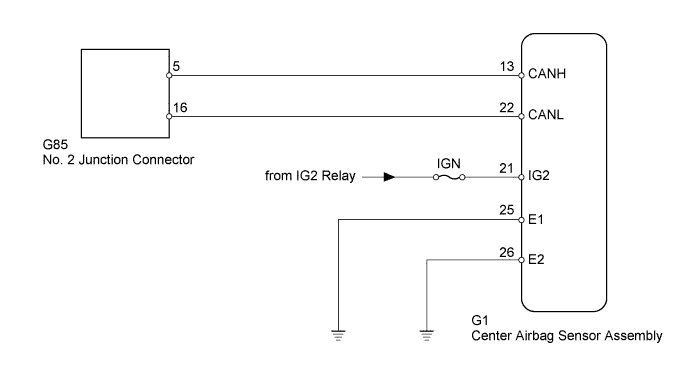 5 13 CANH
16 22 CANL
G85
No. 2 Junction Connector
from IG2 Relay IGN 21 IG2
25 E1
26 E2
G1
Center Airbag Sensor Assembly